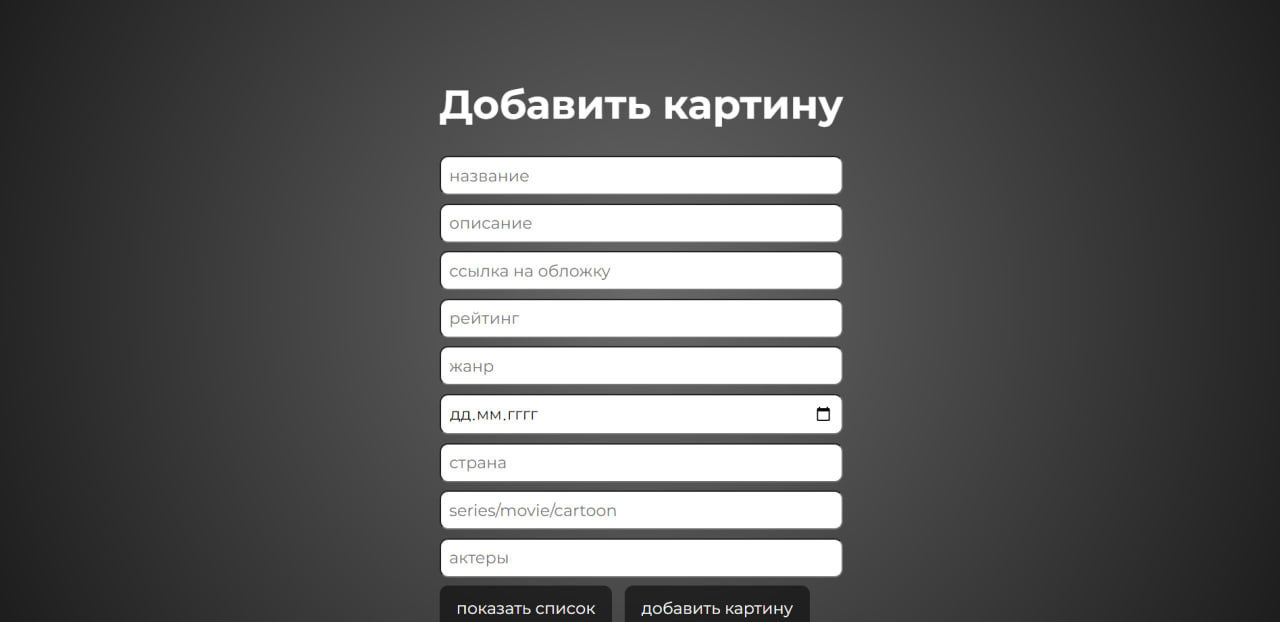 Добавить картину
название
описание
ссылка на обложку
рейтинг
жанр
дд.мм.гггг
страна
series/movie/cartoon
актеры
показать список
добавить картину